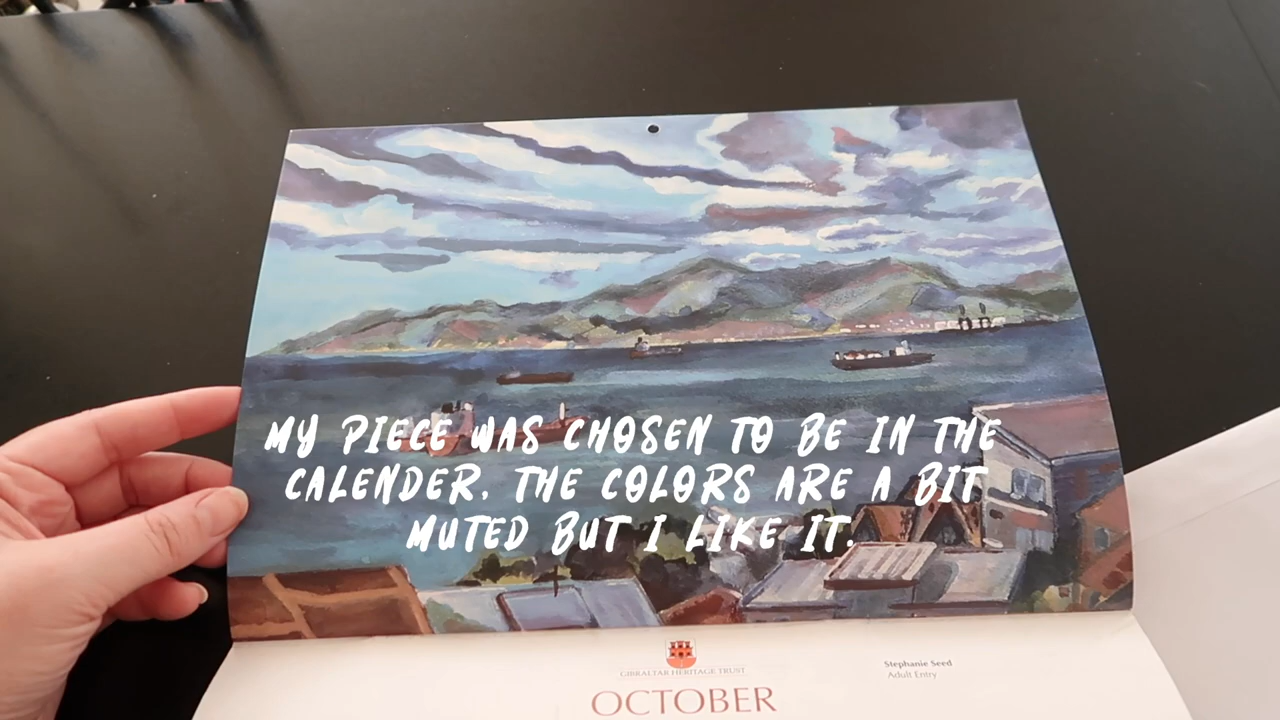 MY PIECE WAS CHOSEN TO BE IN THE
CALENDER. THE COLORS ARE A BIT
MUTED BUT I LIKE IT.
GIBRALTAR HERITAGE TRUST
OCTOBER
Stephanie Seed
Adult Entry